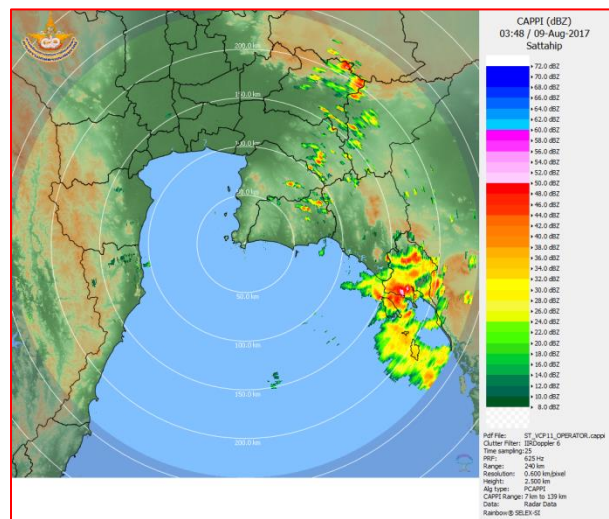 CAPPI (dBZ)
03:48 / 09-Aug-2017
Sattahip
72.0 dBZ
70.0 dBZ
68.0 dBZ
66.0 dBZ
64.0 dBZ
62.0 dBZ
60.0 dBZ
58.0 dBZ
56.0 dBZ
54.0 dBZ
52.0 dBZ
50.0 dBZ
48.0 dBZ
46.0 dBZ
44.0 dBZ
42.0 dBZ
40.0 dBZ
38.0 dBZ
36.0 dBZ
34.0 dBZ
32.0 dBZ
30.0 dBZ
28.0 dBZ
26.0 dBZ
24.0 dBZ
22.0 dBZ
20.0 dBZ
18.0 dBZ
16.0 dBZ
14.0 dBZ
12.0 dBZ
10.0 dBZ
8.0 dBZ
200.0 km
150.0 km
100.0 km
50.0 km
50.0 km
100.0 km
150.0 km
200.0 km
Pdf File: ST_VCP11_OPERATOR.cappi
Clutter Filter: IIRDoppler 6
Time sampling: 25
PRF: 625 Hz
Range: 240 km
Resolution: 0.600 km/pixel
Height: 2.500 km
Alg type: PCAPPI
CAPPI Range: 7 km to 139 km
Data: Radar Data
Rainbow® SELEX-SI